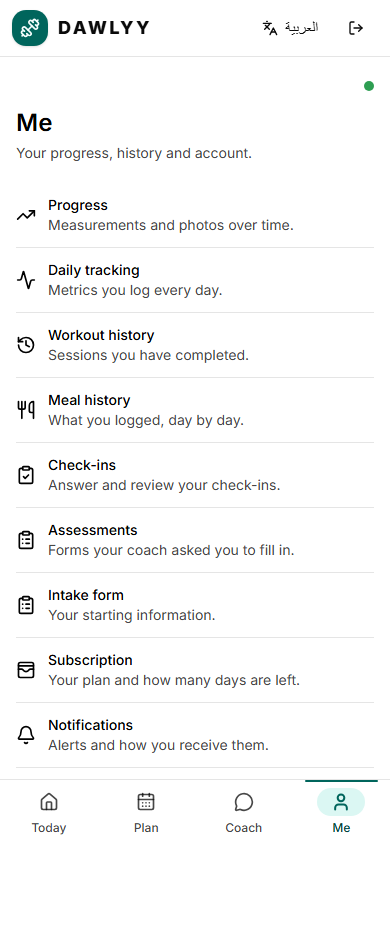 DAWLYY
العربية
Me
Your progress, history and account.
Progress
Measurements and photos over time.
Daily tracking
Metrics you log every day.
Workout history
Sessions you have completed.
Meal history
What you logged, day by day.
Check-ins
Answer and review your check-ins.
Assessments
Forms your coach asked you to fill in.
Intake form
Your starting information.
Subscription
Your plan and how many days are left.
Notifications
Alerts and how you receive them.
Today
Plan
Coach
Me